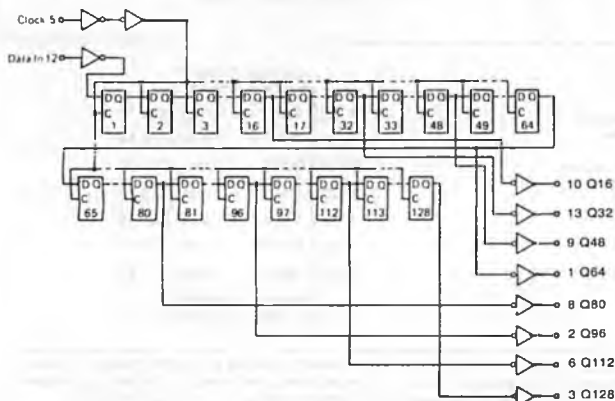 Clock 5
Data In 12
D Q D Q D Q D Q D Q D Q D Q D Q D Q D Q
C C C C C C C C C C
1 2 3 16 17 32 33 48 49 64
D Q D Q D Q D Q D Q D Q D Q D Q
C C C C C C C C
65 80 81 96 97 112 113 128
10 Q16
13 Q32
9 Q48
1 Q64
8 Q80
2 Q96
6 Q112
3 Q128